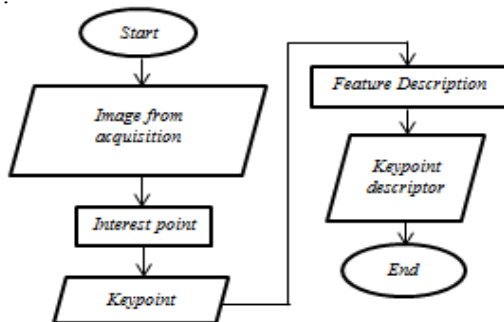 Start
Image from
acquisition
Interest point
Keypoint
Feature Description
Keypoint
descriptor
End